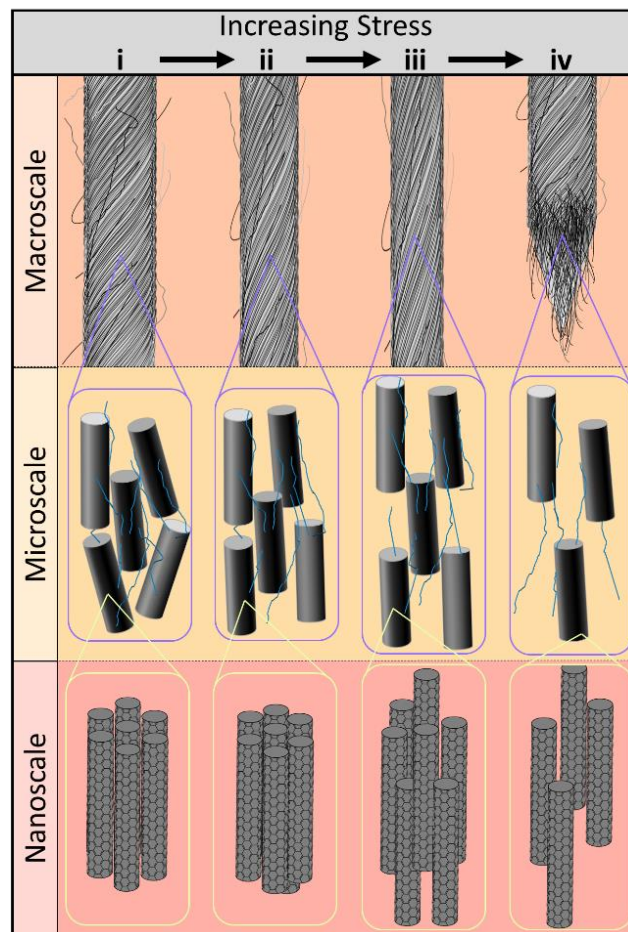 Increasing Stress
i ii iii iv
Macroscale
Microscale
Nanoscale